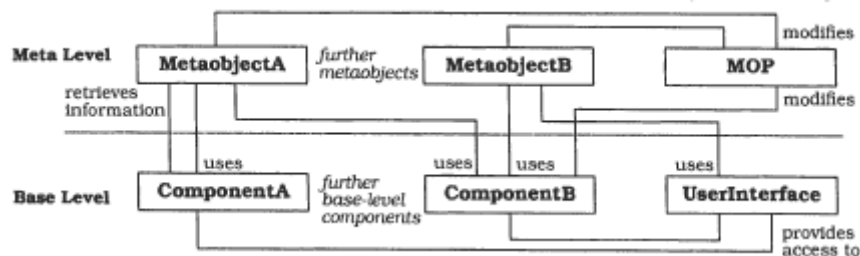 modifies
Meta Level
MetaobjectA
further
metaobjects
MetaobjectB
MOP
retrieves
information
modifies
uses
uses
uses
uses
Base Level
ComponentA
further
base-level
components
ComponentB
UserInterface
provides
access to